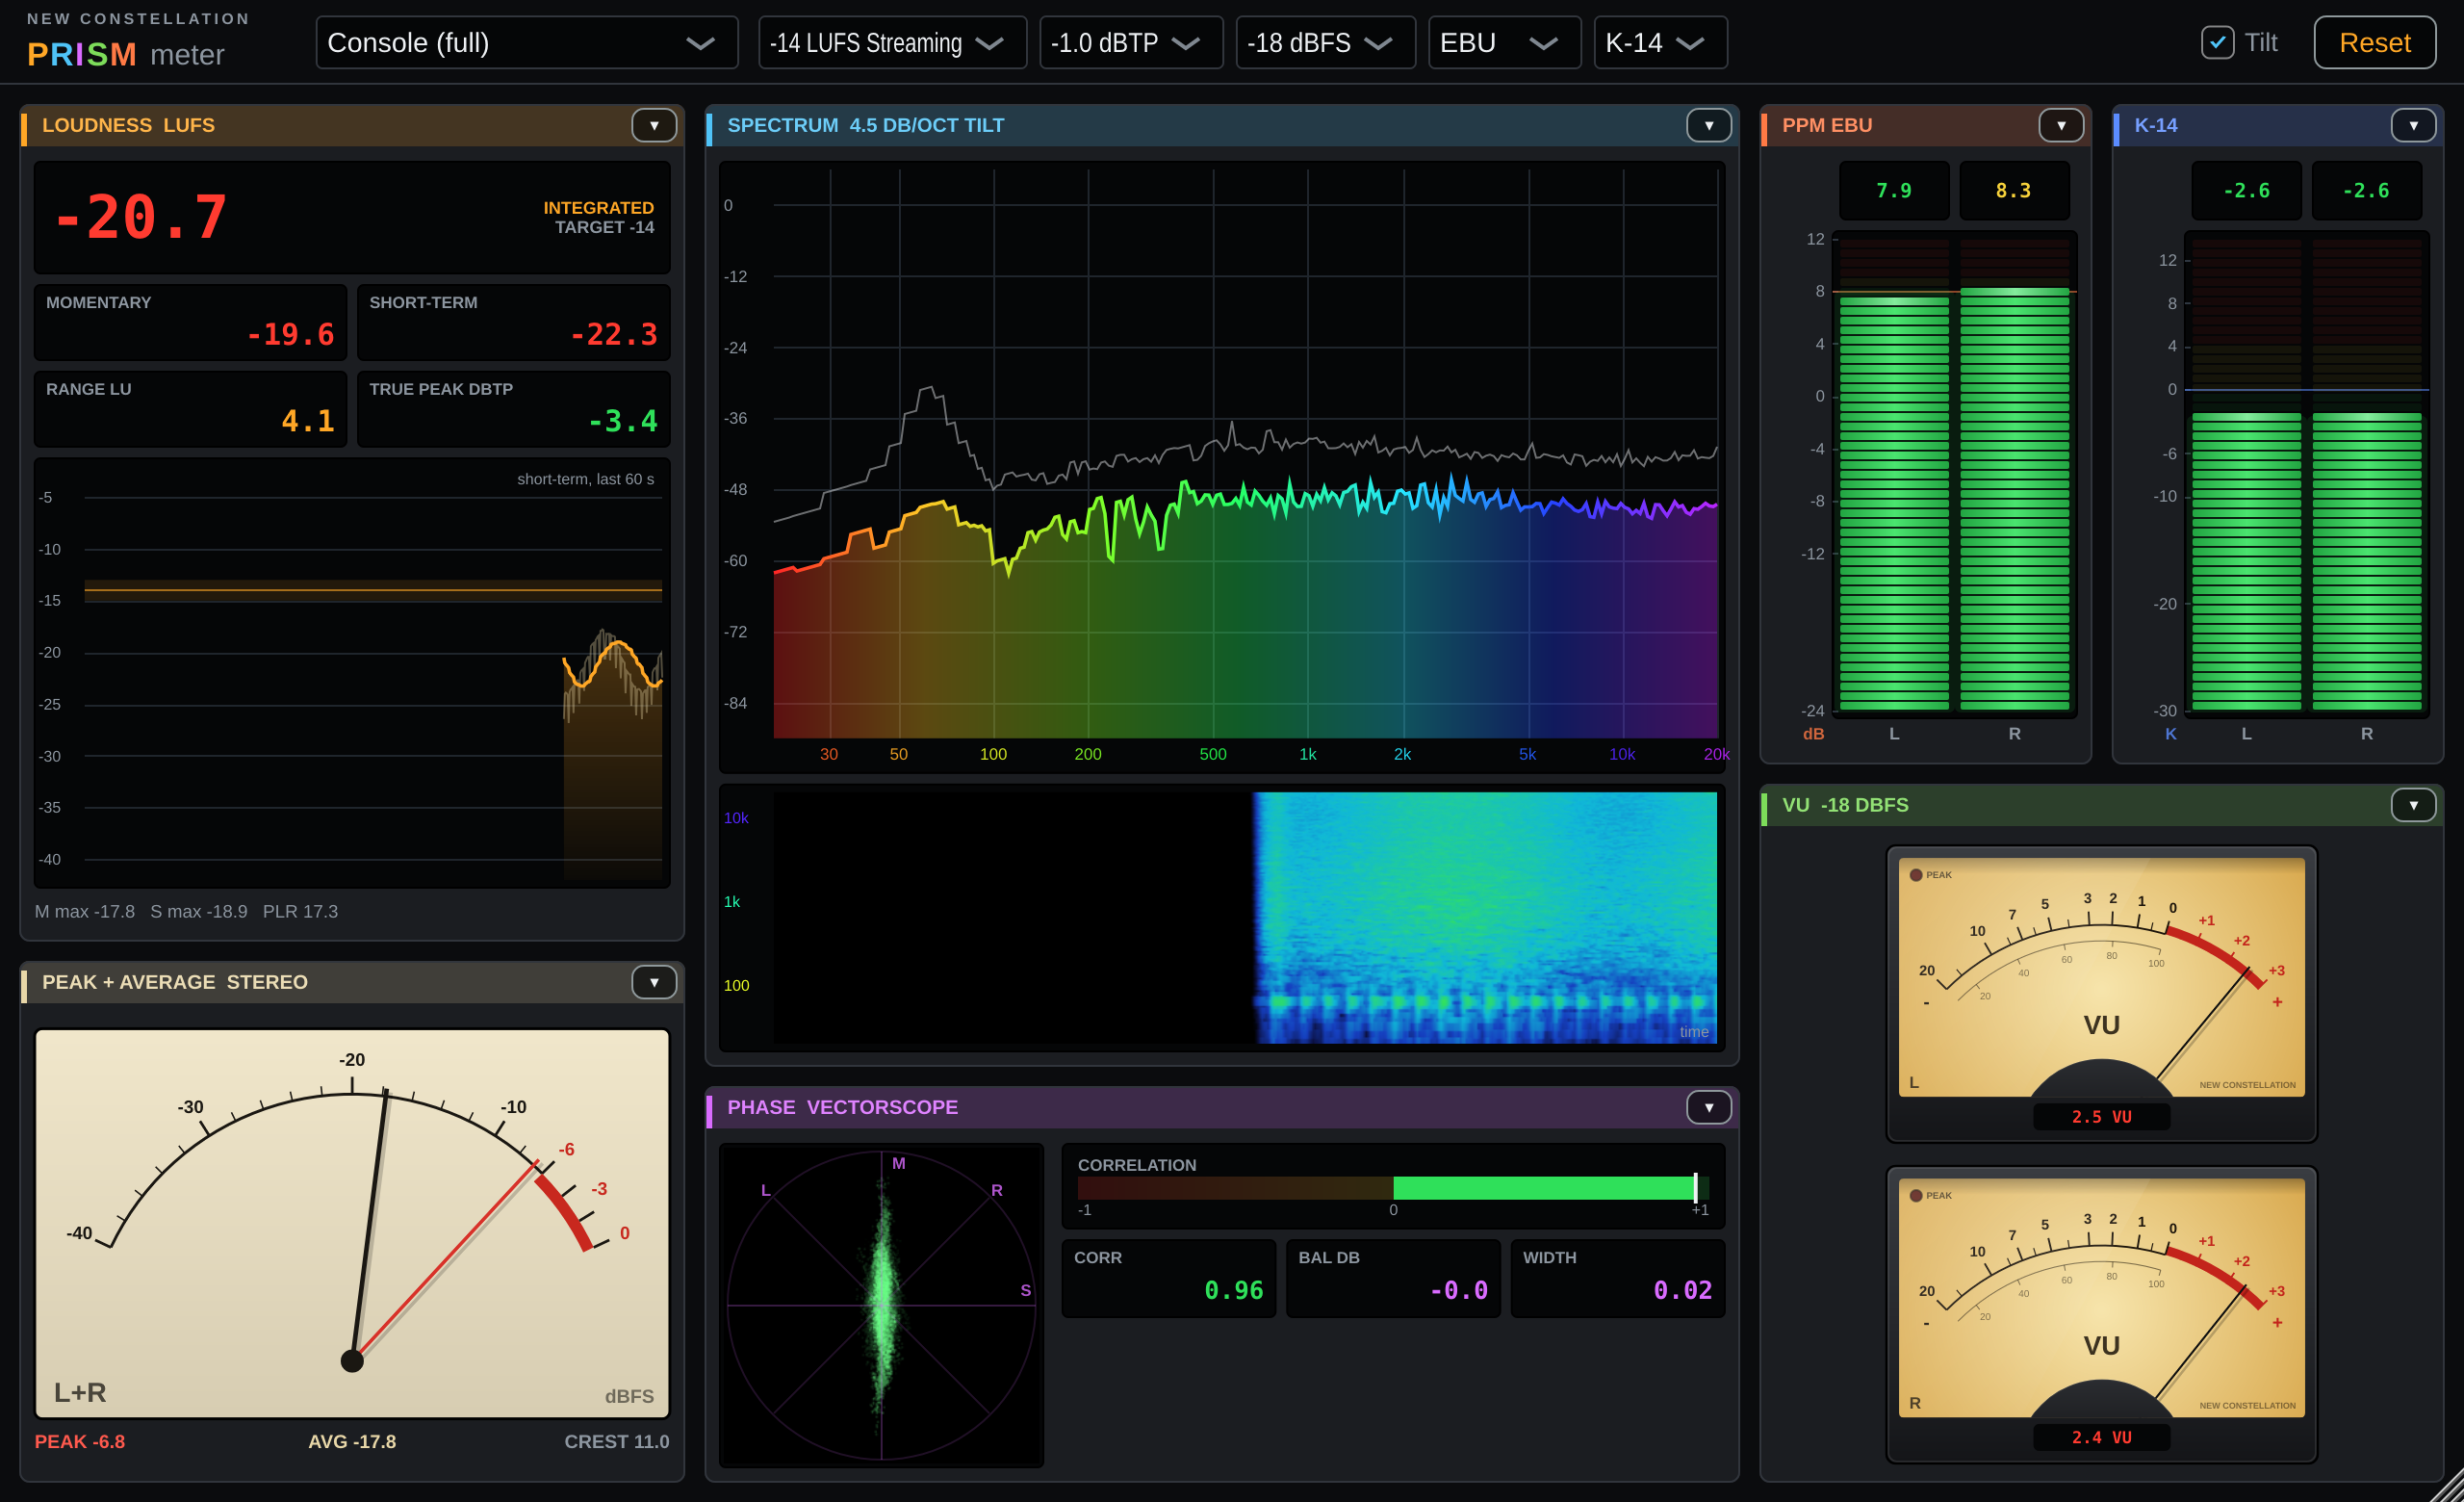 NEW CONSTELLATION
PRISM meter
Console (full)
-14 LUFS Streaming
-1.0 dBTP
-18 dBFS
EBU
K-14
Tilt
Reset
LOUDNESS LUFS
-20.7
INTEGRATED
TARGET -14
MOMENTARY
-19.6
SHORT-TERM
-22.3
RANGE LU
4.1
TRUE PEAK DBTP
-3.4
short-term, last 60 s
-5
-10
-15
-20
-25
-30
-35
-40
M max -17.8 S max -18.9 PLR 17.3
PEAK + AVERAGE STEREO
-40
-30
-20
-10
-6
-3
0
L+R
dBFS
PEAK -6.8
AVG -17.8
CREST 11.0
SPECTRUM 4.5 DB/OCT TILT
0
-12
-24
-36
-48
-60
-72
-84
30 50 100 200 500 1k 2k 5k 10k 20k
10k
1k
100
time
PHASE VECTORSCOPE
M
L
R
S
CORRELATION
-1 0 +1
CORR
0.96
BAL DB
-0.0
WIDTH
0.02
PPM EBU
7.9 8.3
12
8
4
0
-4
-8
-12
-24
dB L R
K-14
-2.6 -2.6
12
8
4
0
-6
-10
-20
-30
K L R
VU -18 DBFS
PEAK
20 10 7 5 3 2 1 0 +1 +2 +3
- +
20 40 60 80 100
VU
L
NEW CONSTELLATION
2.5 VU
PEAK
20 10 7 5 3 2 1 0 +1 +2 +3
- +
20 40 60 80 100
VU
R
NEW CONSTELLATION
2.4 VU